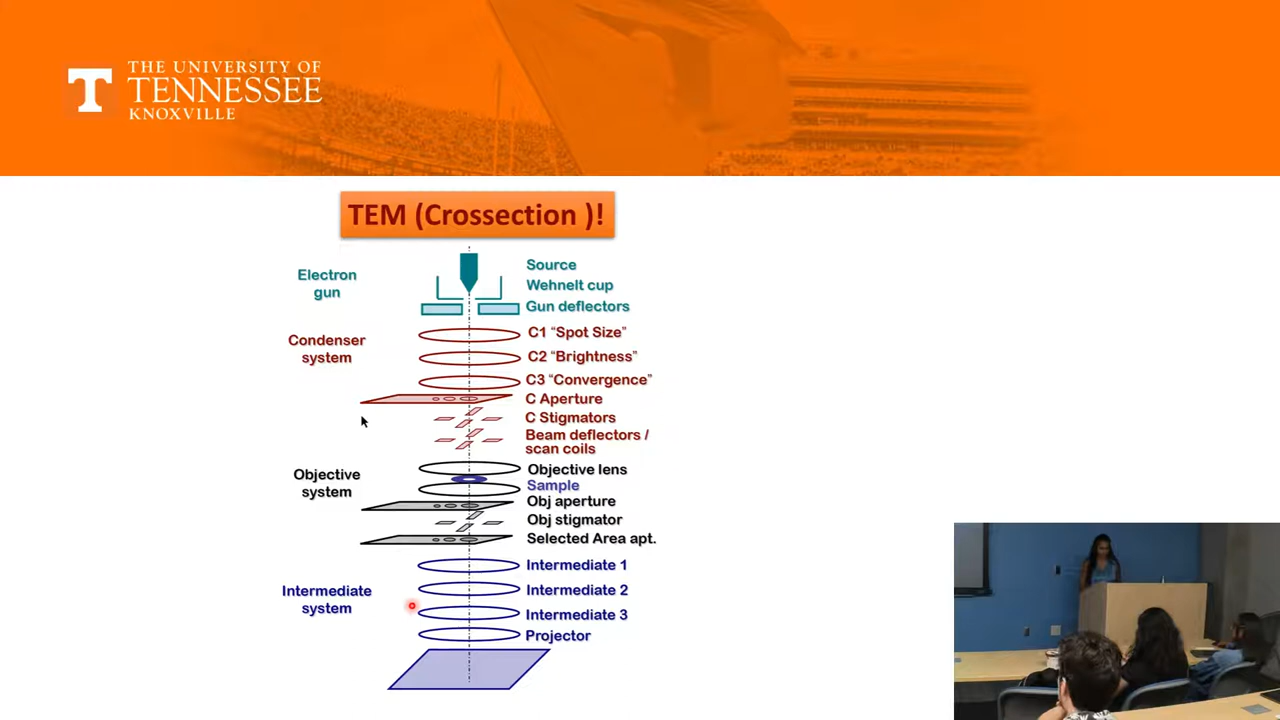 THE UNIVERSITY OF
TENNESSEE
KNOXVILLE
TEM (Crossection )!
Electron
gun
Source
Wehnelt cup
Gun deflectors
Condenser
system
C1 “Spot Size”
C2 “Brightness”
C3 “Convergence”
C Aperture
C Stigmators
Beam deflectors /
scan coils
Objective
system
Objective lens
Sample
Obj aperture
Obj stigmator
Selected Area apt.
Intermediate
system
Intermediate 1
Intermediate 2
Intermediate 3
Projector